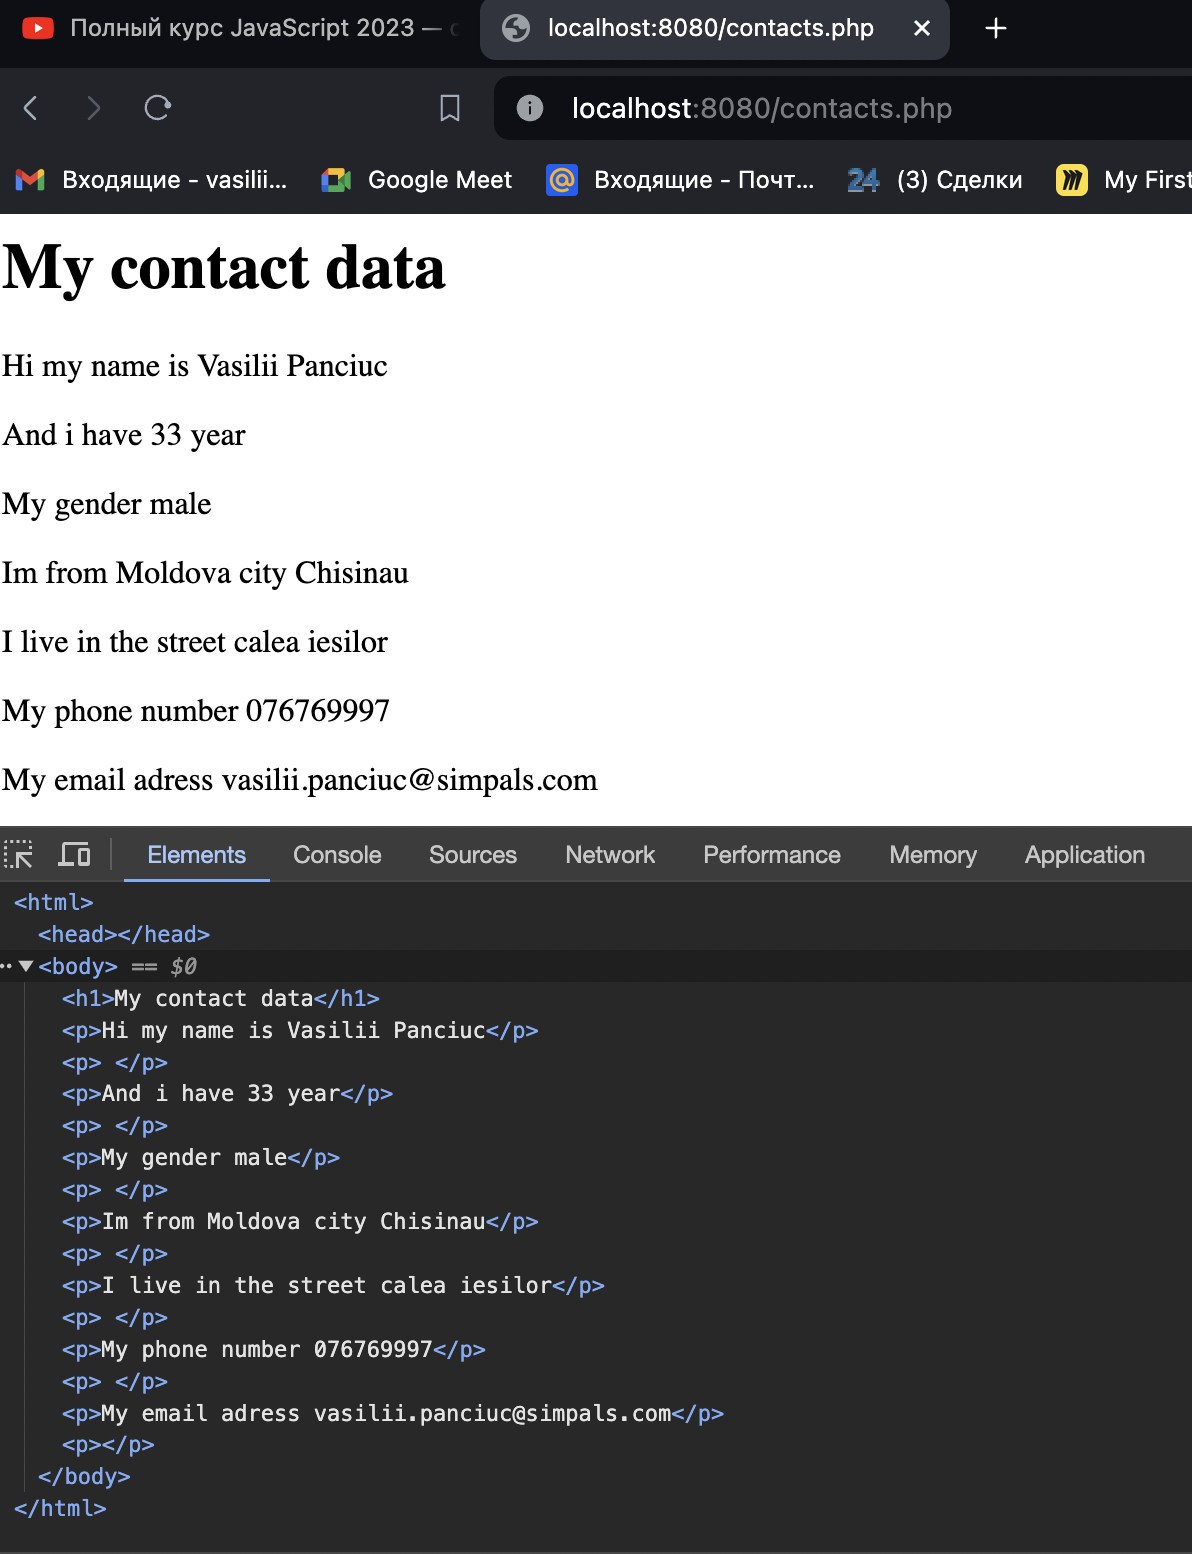 Полный курс JavaScript 2023 —
localhost:8080/contacts.php
localhost:8080/contacts.php
Входящие - vasilii...
Google Meet
Входящие - Почт...
24 (3) Сделки
My First
My contact data
Hi my name is Vasilii Panciuc
And i have 33 year
My gender male
Im from Moldova city Chisinau
I live in the street calea iesilor
My phone number 076769997
My email adress vasilii.panciuc@simpals.com
Elements Console Sources Network Performance Memory Application
<html>
<head></head>
<body> == $0
<h1>My contact data</h1>
<p>Hi my name is Vasilii Panciuc</p>
<p> </p>
<p>And i have 33 year</p>
<p> </p>
<p>My gender male</p>
<p> </p>
<p>Im from Moldova city Chisinau</p>
<p> </p>
<p>I live in the street calea iesilor</p>
<p> </p>
<p>My phone number 076769997</p>
<p> </p>
<p>My email adress vasilii.panciuc@simpals.com</p>
<p></p>
</body>
</html>